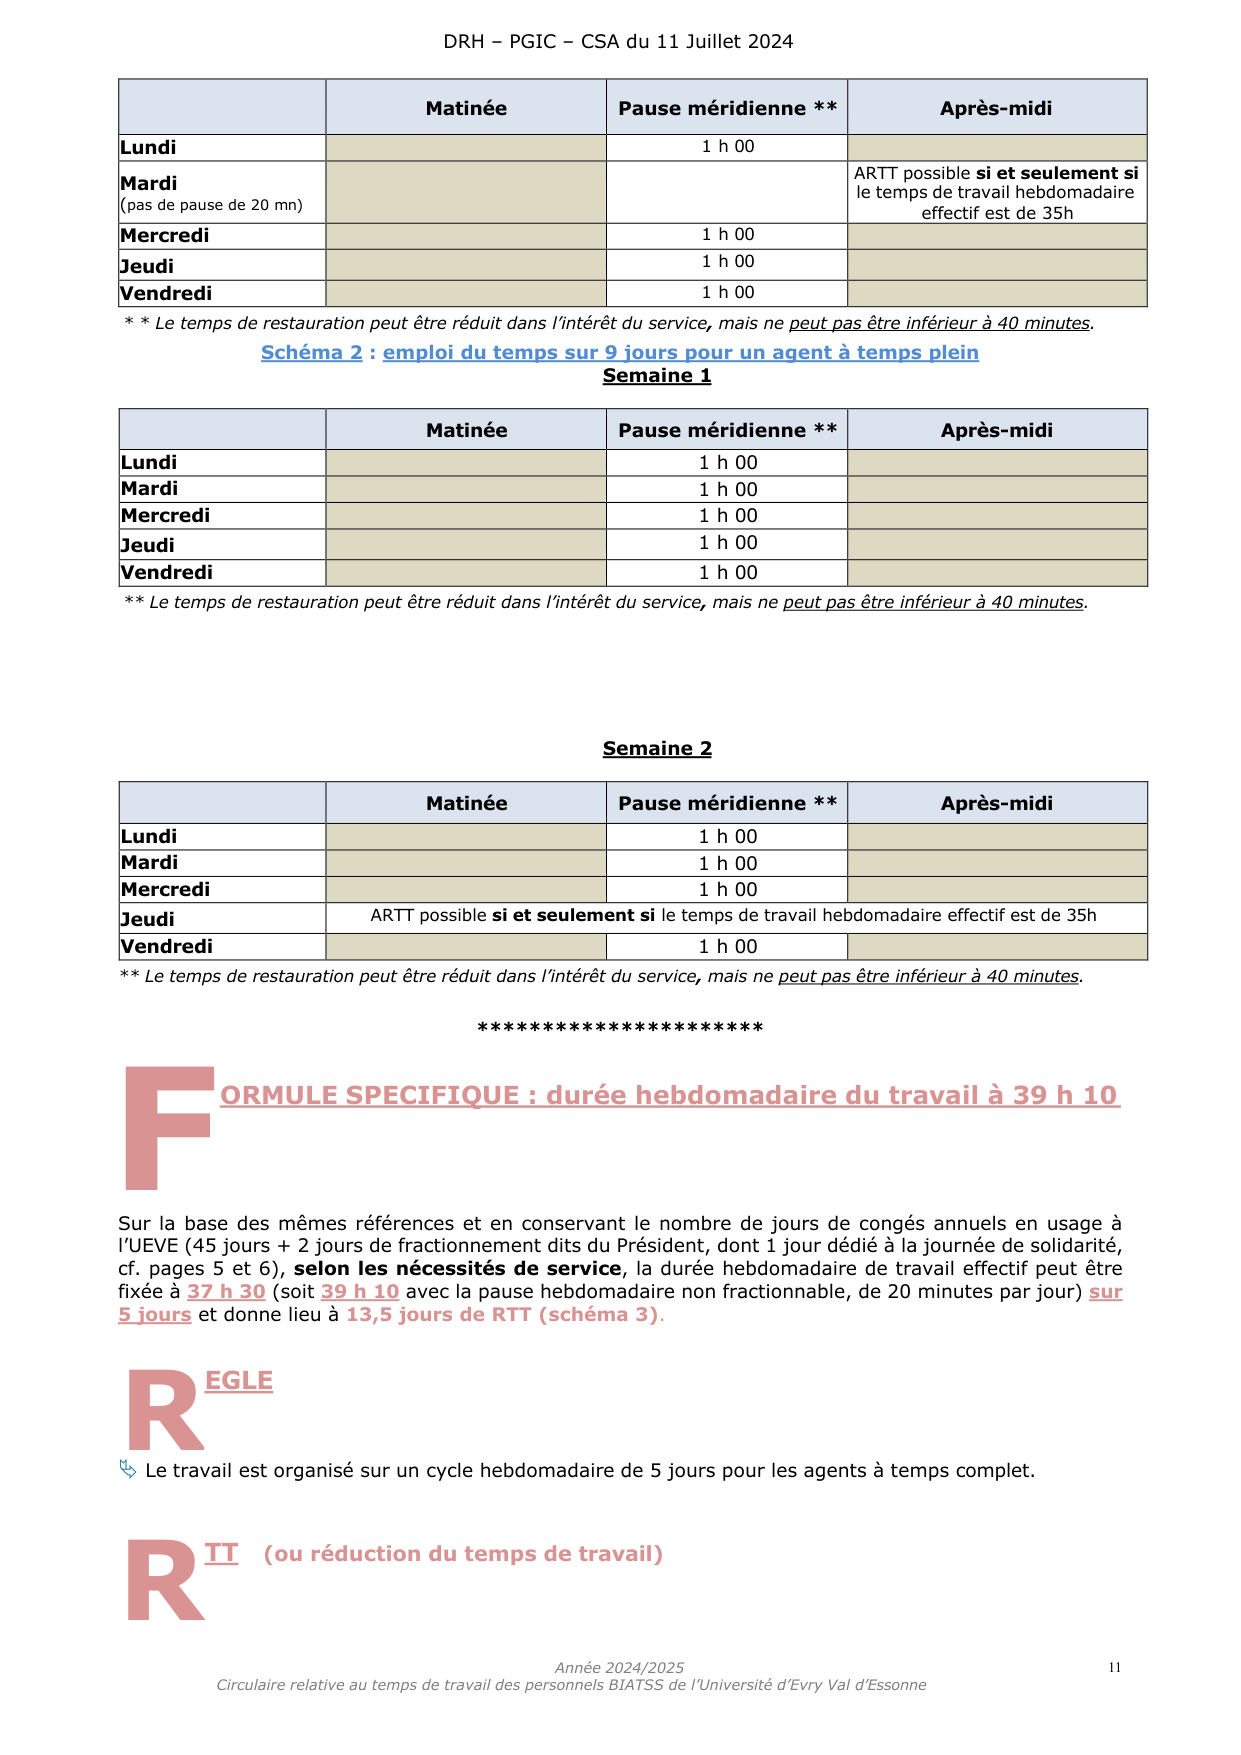 DRH – PGIC – CSA du 11 Juillet 2024
Matinée Pause méridienne ** Après-midi
Lundi 1 h 00
Mardi
(pas de pause de 20 mn)
ARTT possible si et seulement si
le temps de travail hebdomadaire
effectif est de 35h
Mercredi 1 h 00
Jeudi 1 h 00
Vendredi 1 h 00
* * Le temps de restauration peut être réduit dans l’intérêt du service, mais ne peut pas être inférieur à 40 minutes.
Schéma 2 : emploi du temps sur 9 jours pour un agent à temps plein
Semaine 1
Matinée Pause méridienne ** Après-midi
Lundi 1 h 00
Mardi 1 h 00
Mercredi 1 h 00
Jeudi 1 h 00
Vendredi 1 h 00
** Le temps de restauration peut être réduit dans l’intérêt du service, mais ne peut pas être inférieur à 40 minutes.
Semaine 2
Matinée Pause méridienne ** Après-midi
Lundi 1 h 00
Mardi 1 h 00
Mercredi 1 h 00
Jeudi ARTT possible si et seulement si le temps de travail hebdomadaire effectif est de 35h
Vendredi 1 h 00
** Le temps de restauration peut être réduit dans l’intérêt du service, mais ne peut pas être inférieur à 40 minutes.
**********************
FORMULE SPECIFIQUE : durée hebdomadaire du travail à 39 h 10
Sur la base des mêmes références et en conservant le nombre de jours de congés annuels en usage à
l’UEVE (45 jours + 2 jours de fractionnement dits du Président, dont 1 jour dédié à la journée de solidarité,
cf. pages 5 et 6), selon les nécessités de service, la durée hebdomadaire de travail effectif peut être
fixée à 37 h 30 (soit 39 h 10 avec la pause hebdomadaire non fractionnable, de 20 minutes par jour) sur
5 jours et donne lieu à 13,5 jours de RTT (schéma 3).
REGLE
Le travail est organisé sur un cycle hebdomadaire de 5 jours pour les agents à temps complet.
RTT (ou réduction du temps de travail)
Année 2024/2025
Circulaire relative au temps de travail des personnels BIATSS de l’Université d’Evry Val d’Essonne
11